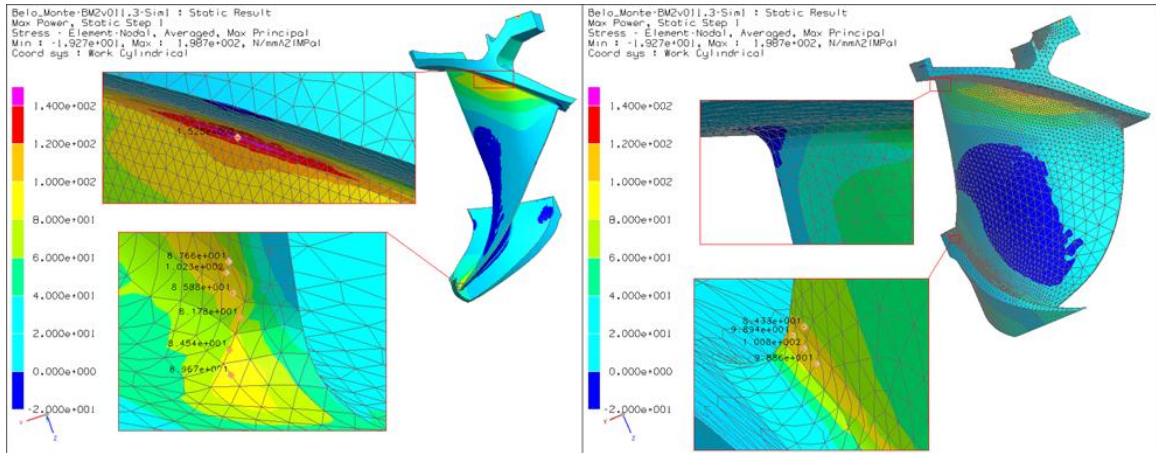 Belo_Monte-BM2v011.3-Sim1 : Static Result
Max Power, Static Step 1
Stress - Element-Nodal, Averaged, Max Principal
Min : -1.927e+01, Max : 1.987e+002, N/mm^2(MPa)
Coord sys : Work Cylindrical
1.400e+002
1.200e+002
1.000e+002
8.000e+001
6.000e+001
4.000e+001
2.000e+001
0.000e+000
-2.000e+001
8.766e+001
1.023e+002
8.588e+001
8.178e+001
8.454e+001
8.967e+001
Y
Z
Belo_Monte-BM2v011.3-Sim1 : Static Result
Max Power, Static Step 1
Stress - Element-Nodal, Averaged, Max Principal
Min : -1.927e+01, Max : 1.987e+002, N/mm^2(MPa)
Coord sys : Work Cylindrical
1.400e+002
1.200e+002
1.000e+002
8.000e+001
6.000e+001
4.000e+001
2.000e+001
0.000e+000
-2.000e+001
8.433e+001
9.894e+001
1.008e+002
9.886e+001
Y
Z